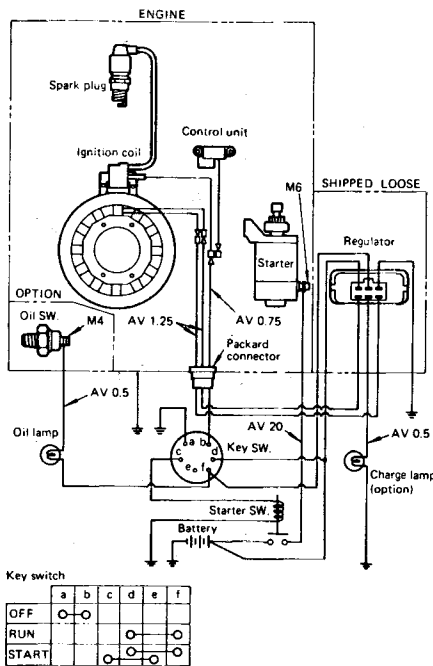 ENGINE
Spark plug
Ignition coil
Control unit
M6
SHIPPED LOOSE
Regulator
Starter
OPTION
Oil SW.
M4
AV 1.25
AV 0.75
Packard
connector
AV 0.5
AV 20
AV 0.5
Oil lamp
a b
c d
e f
Key SW.
Charge lamp
(option)
Starter SW.
Battery
Key switch
a b c d e f
OFF
RUN
START